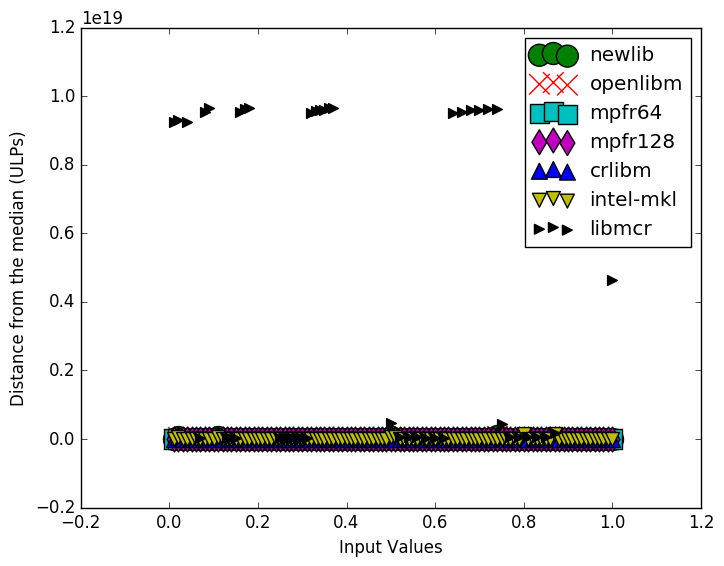 1e19
1.2
1.0
0.8
0.6
0.4
0.2
0.0
−0.2
−0.2
0.0
0.2
0.4
0.6
0.8
1.0
1.2
Distance from the median (ULPs)
Input Values
newlib
openlibm
mpfr64
mpfr128
crlibm
intel-mkl
libmcr